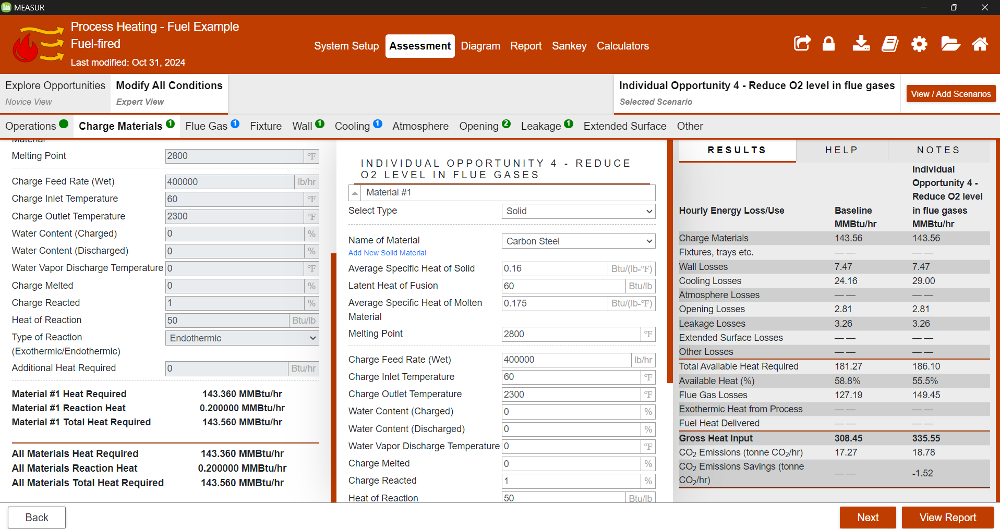 MEASUR
Process Heating - Fuel Example
Fuel-fired
Last modified: Oct 31, 2024
System Setup
Assessment
Diagram
Report
Sankey
Calculators
Explore Opportunities
Novice View
Modify All Conditions
Expert View
Individual Opportunity 4 - Reduce O2 level in flue gases
Selected Scenario
View / Add Scenarios
Operations
Charge Materials 1
Flue Gas 1
Fixture
Wall 1
Cooling 1
Atmosphere
Opening 2
Leakage 1
Extended Surface
Other
Material
Melting Point 2800 °F
Charge Feed Rate (Wet) 400000 lb/hr
Charge Inlet Temperature 60 °F
Charge Outlet Temperature 2300 °F
Water Content (Charged) 0 %
Water Content (Discharged) 0 %
Water Vapor Discharge Temperature 0 °F
Charge Melted 0 %
Charge Reacted 1 %
Heat of Reaction 50 Btu/lb
Type of Reaction Endothermic
(Exothermic/Endothermic)
Additional Heat Required 0 Btu/hr
Material #1 Heat Required 143.360 MMBtu/hr
Material #1 Reaction Heat 0.200000 MMBtu/hr
Material #1 Total Heat Required 143.560 MMBtu/hr
All Materials Heat Required 143.360 MMBtu/hr
All Materials Reaction Heat 0.200000 MMBtu/hr
All Materials Total Heat Required 143.560 MMBtu/hr
INDIVIDUAL OPPORTUNITY 4 - REDUCE
O2 LEVEL IN FLUE GASES
Material #1
Select Type Solid
Name of Material Carbon Steel
Add New Solid Material
Average Specific Heat of Solid 0.16 Btu/(lb-°F)
Latent Heat of Fusion 60 Btu/lb
Average Specific Heat of Molten 0.175 Btu/(lb-°F)
Material
Melting Point 2800 °F
Charge Feed Rate (Wet) 400000 lb/hr
Charge Inlet Temperature 60 °F
Charge Outlet Temperature 2300 °F
Water Content (Charged) 0 %
Water Content (Discharged) 0 %
Water Vapor Discharge Temperature 0 °F
Charge Melted 0 %
Charge Reacted 1 %
Heat of Reaction 50 Btu/lb
RESULTS
HELP
NOTES
Individual
Opportunity 4 -
Reduce O2 level
Hourly Energy Loss/Use Baseline in flue gases
MMBtu/hr MMBtu/hr
Charge Materials 143.56 143.56
Fixtures, trays etc. — — — —
Wall Losses 7.47 7.47
Cooling Losses 24.16 29.00
Atmosphere Losses — — — —
Opening Losses 2.81 2.81
Leakage Losses 3.26 3.26
Extended Surface Losses — — — —
Other Losses — — — —
Total Available Heat Required 181.27 186.10
Available Heat (%) 58.8% 55.5%
Flue Gas Losses 127.19 149.45
Exothermic Heat from Process — — — —
Fuel Heat Delivered — — — —
Gross Heat Input 308.45 335.55
CO2 Emissions (tonne CO2/hr) 17.27 18.78
CO2 Emissions Savings (tonne
CO2/hr) — — -1.52
Back
Next
View Report